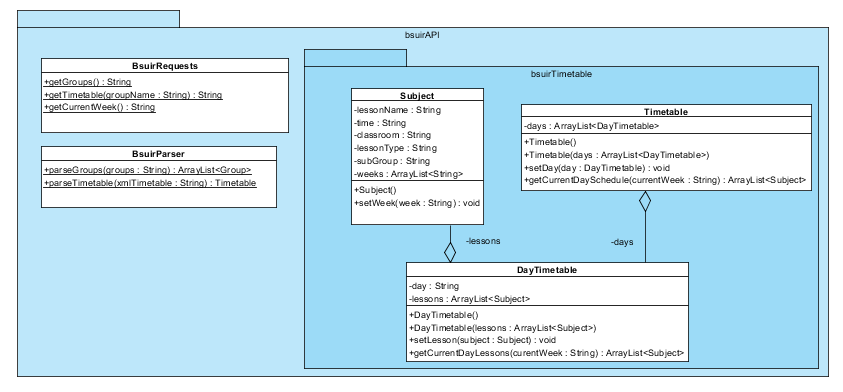 bsuirAPI
BsuirRequests
+getGroups() : String
+getTimetable(groupName : String) : String
+getCurrentWeek() : String
BsuirParser
+parseGroups(groups : String) : ArrayList<Group>
+parseTimetable(xmlTimetable : String) : Timetable
bsuirTimetable
Subject
-lessonName : String
-time : String
-classroom : String
-lessonType : String
-subGroup : String
-weeks : ArrayList<String>
+Subject()
+setWeek(week : String) : void
Timetable
-days : ArrayList<DayTimetable>
+Timetable()
+Timetable(days : ArrayList<DayTimetable>)
+setDay(day : DayTimetable) : void
+getCurrentDaySchedule(currentWeek : String) : ArrayList<Subject>
-lessons
-days
DayTimetable
-day : String
-lessons : ArrayList<Subject>
+DayTimetable()
+DayTimetable(lessons : ArrayList<Subject>)
+setLesson(subject : Subject) : void
+getCurrentDayLessons(curentWeek : String) : ArrayList<Subject>